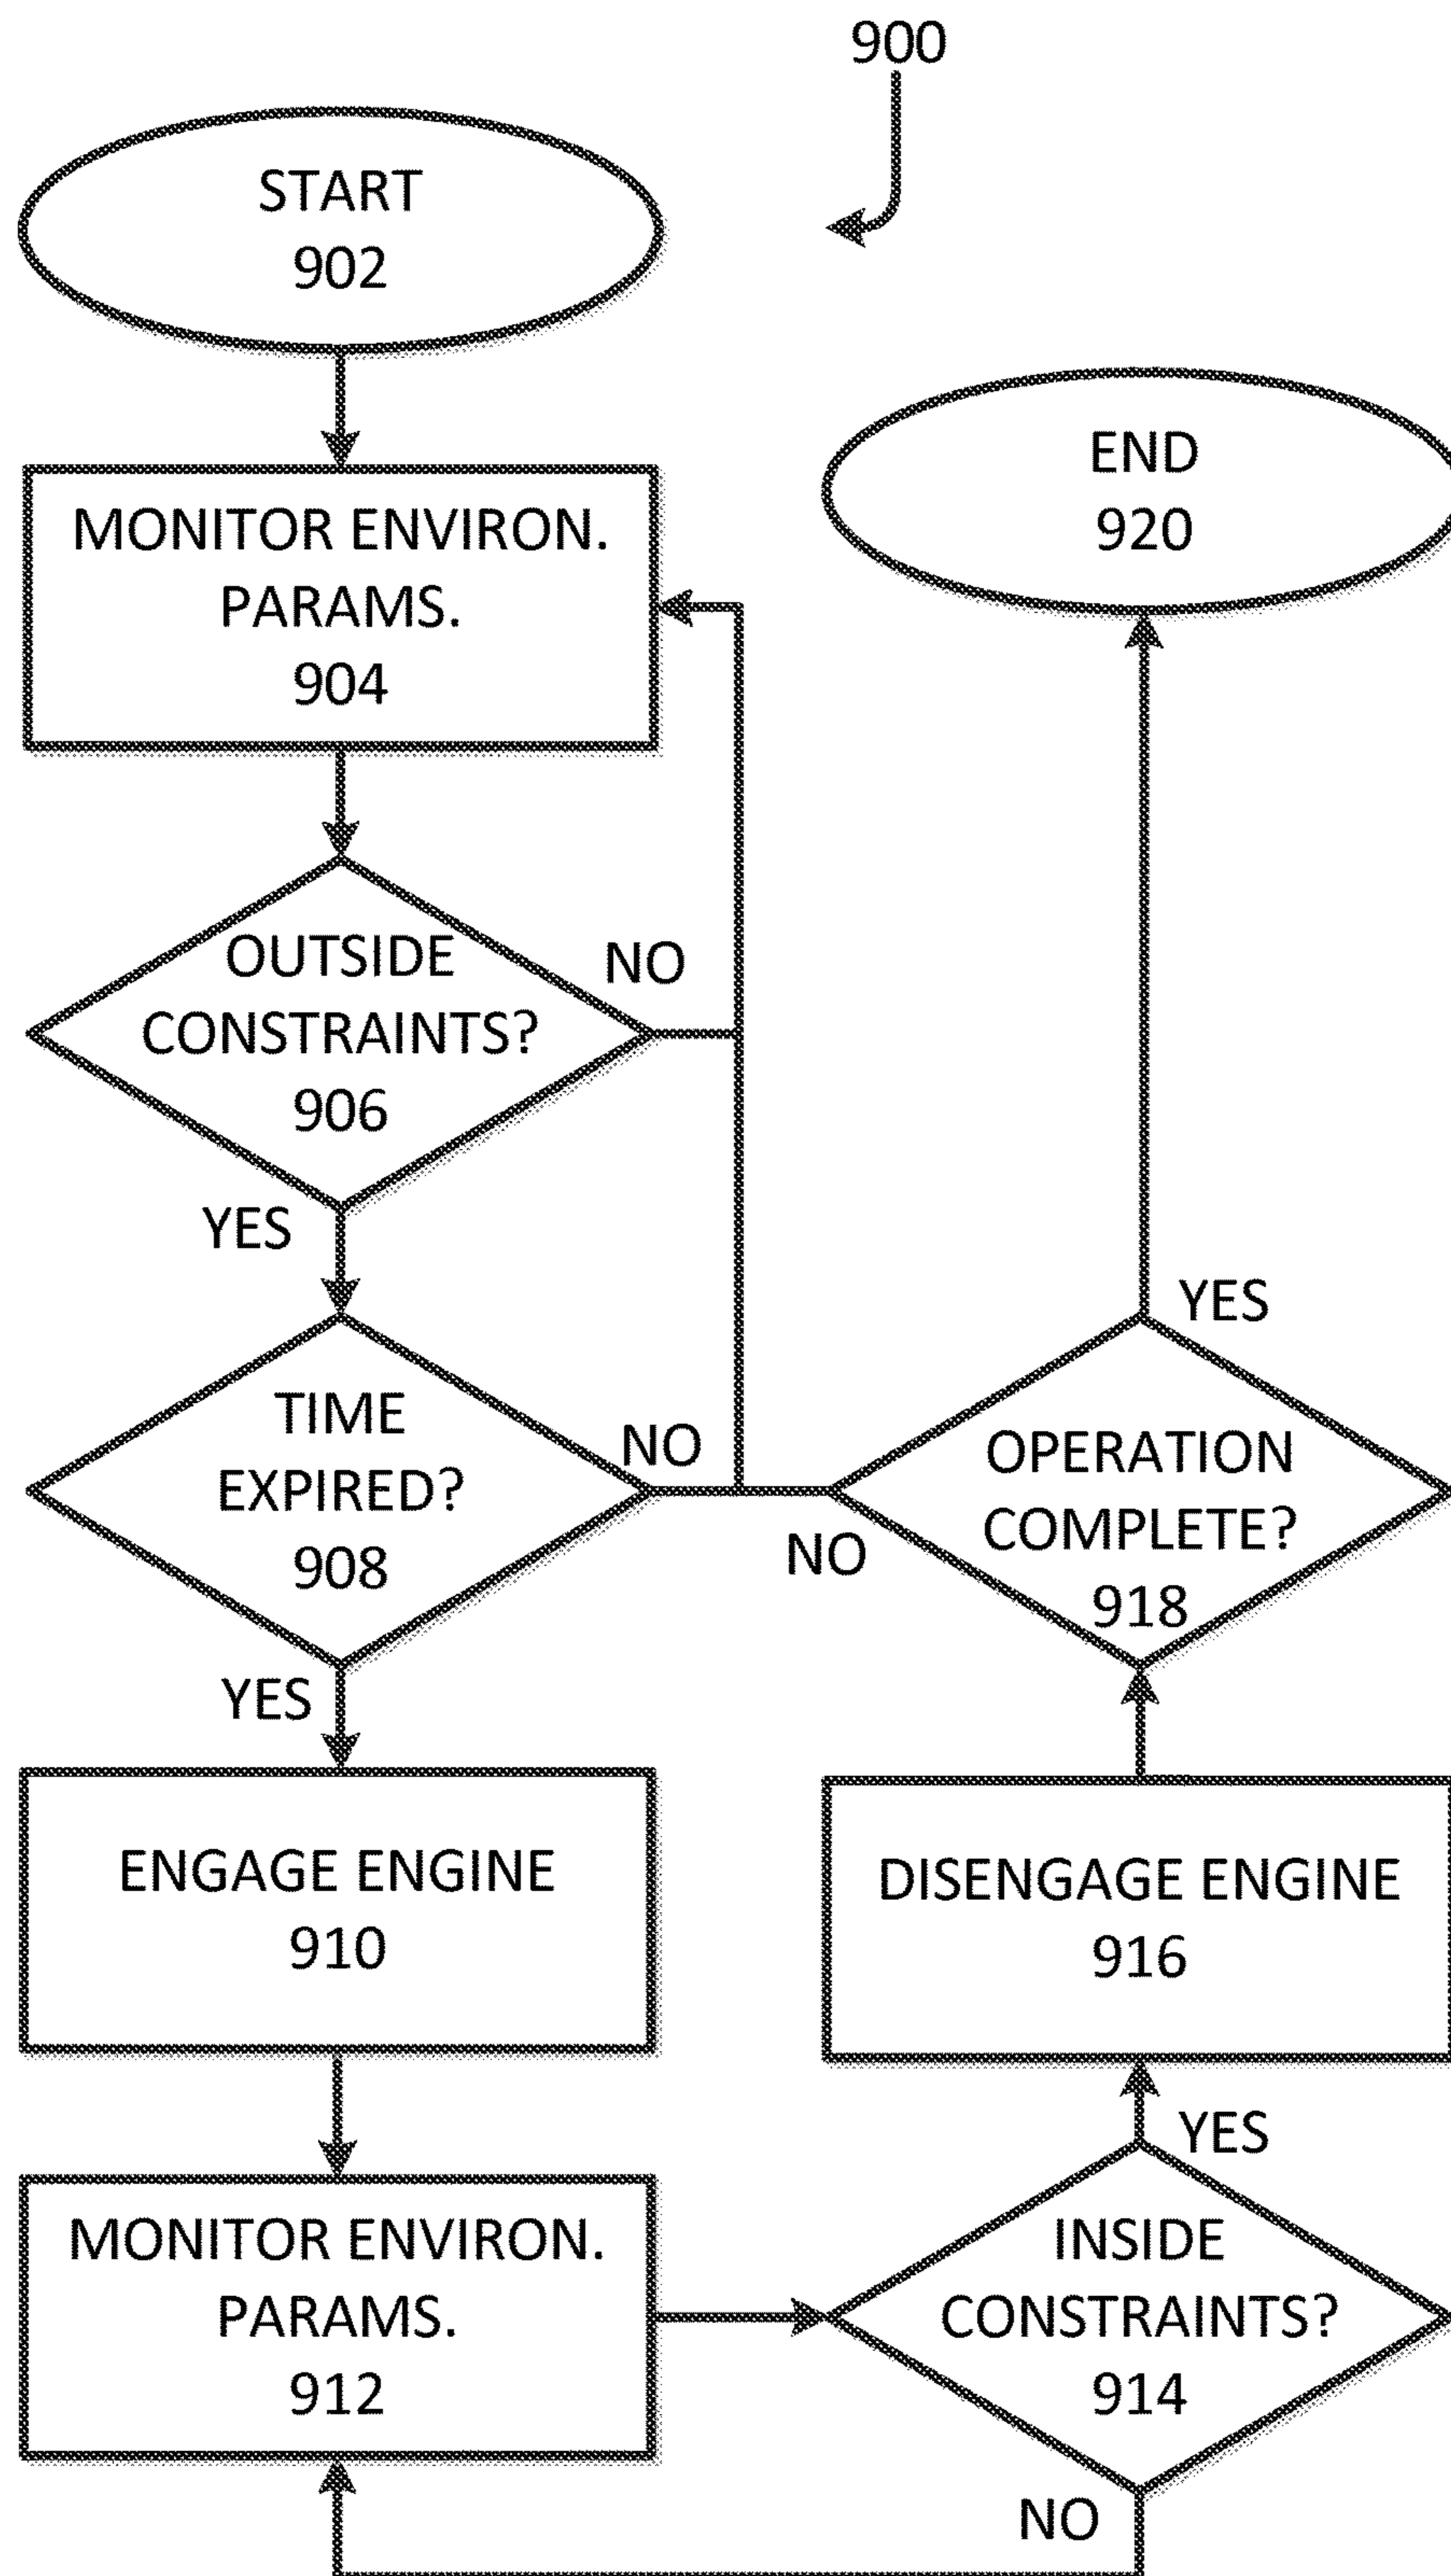 900
START
902
MONITOR ENVIRON.
PARAMS.
904
OUTSIDE
CONSTRAINTS?
906
NO
YES
TIME
EXPIRED?
908
NO
YES
ENGAGE ENGINE
910
MONITOR ENVIRON.
PARAMS.
912
INSIDE
CONSTRAINTS?
914
NO
YES
DISENGAGE ENGINE
916
OPERATION
COMPLETE?
918
NO
YES
END
920